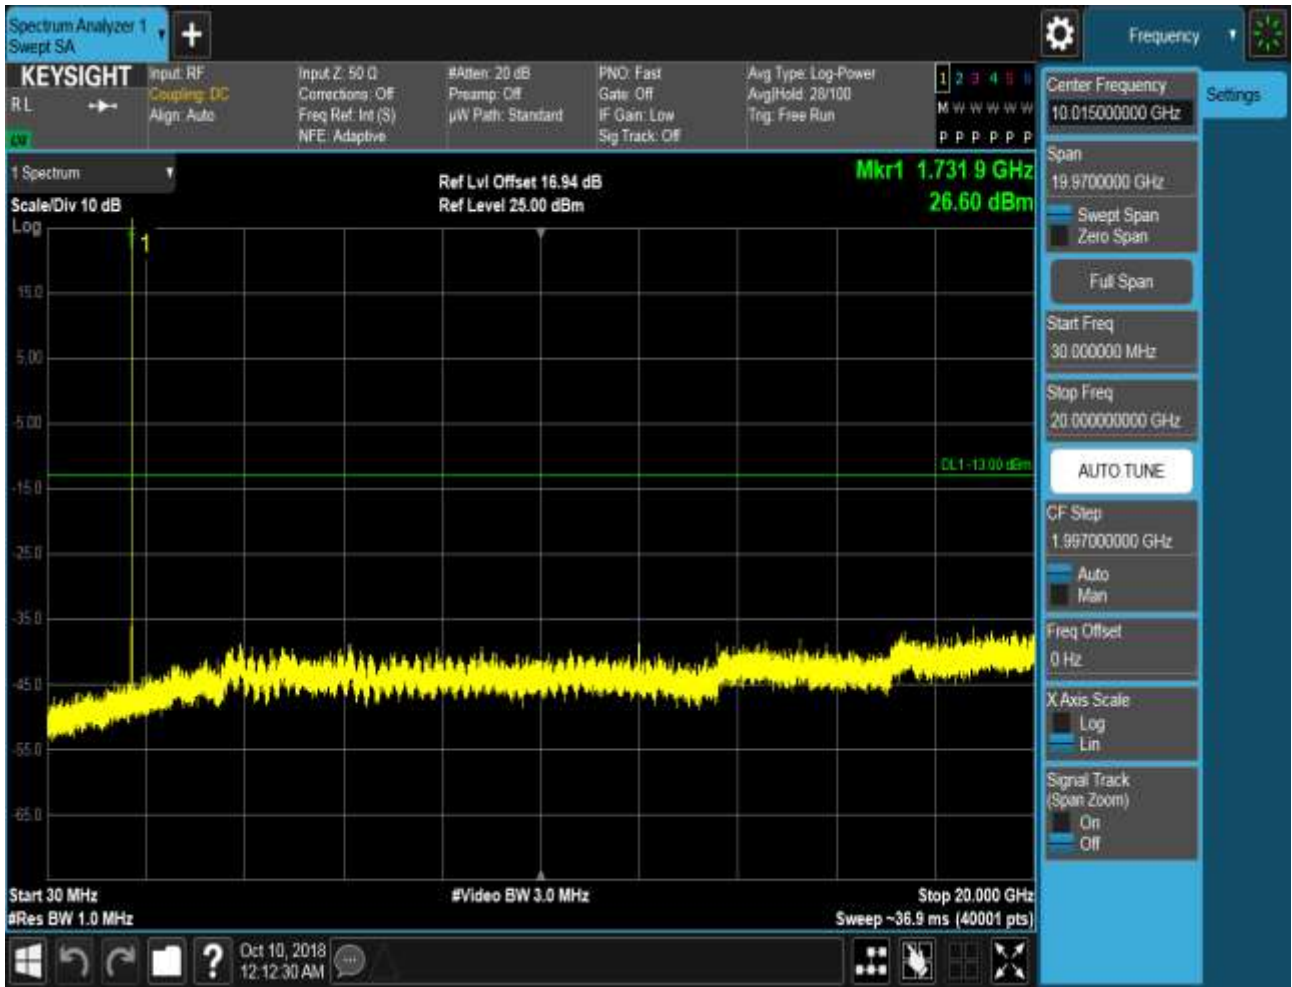 Spectrum Analyzer 1
Swept SA
+
Frequency
KEYSIGHT
RL
Input: RF
Coupling: DC
Align: Auto
Input Z: 50 Ω
Corrections: Off
Freq Ref: Int (S)
NFE: Adaptive
#Atten: 20 dB
Preamp: Off
µW Path: Standard
PNO: Fast
Gate: Off
IF Gain: Low
Sig Track: Off
Avg Type: Log-Power
Avg|Hold: 28/100
Trig: Free Run
1 2 3 4 5 6
M W W W W W
P P P P P P
1 Spectrum
Scale/Div 10 dB
Log
Ref Lvl Offset 16.94 dB
Ref Level 25.00 dBm
Mkr1 1.731 9 GHz
26.60 dBm
1
15.0
5.00
-5.00
-15.0
-25.0
-35.0
-45.0
-55.0
-65.0
DL1 -13.00 dBm
Start 30 MHz
#Res BW 1.0 MHz
#Video BW 3.0 MHz
Stop 20.000 GHz
Sweep ~36.9 ms (40001 pts)
Center Frequency
10.015000000 GHz
Settings
Span
19.9700000 GHz
Swept Span
Zero Span
Full Span
Start Freq
30.000000 MHz
Stop Freq
20.000000000 GHz
AUTO TUNE
CF Step
1.997000000 GHz
Auto
Man
Freq Offset
0 Hz
X Axis Scale
Log
Lin
Signal Track
(Span Zoom)
On
Off
?
Oct 10, 2018
12:12:30 AM